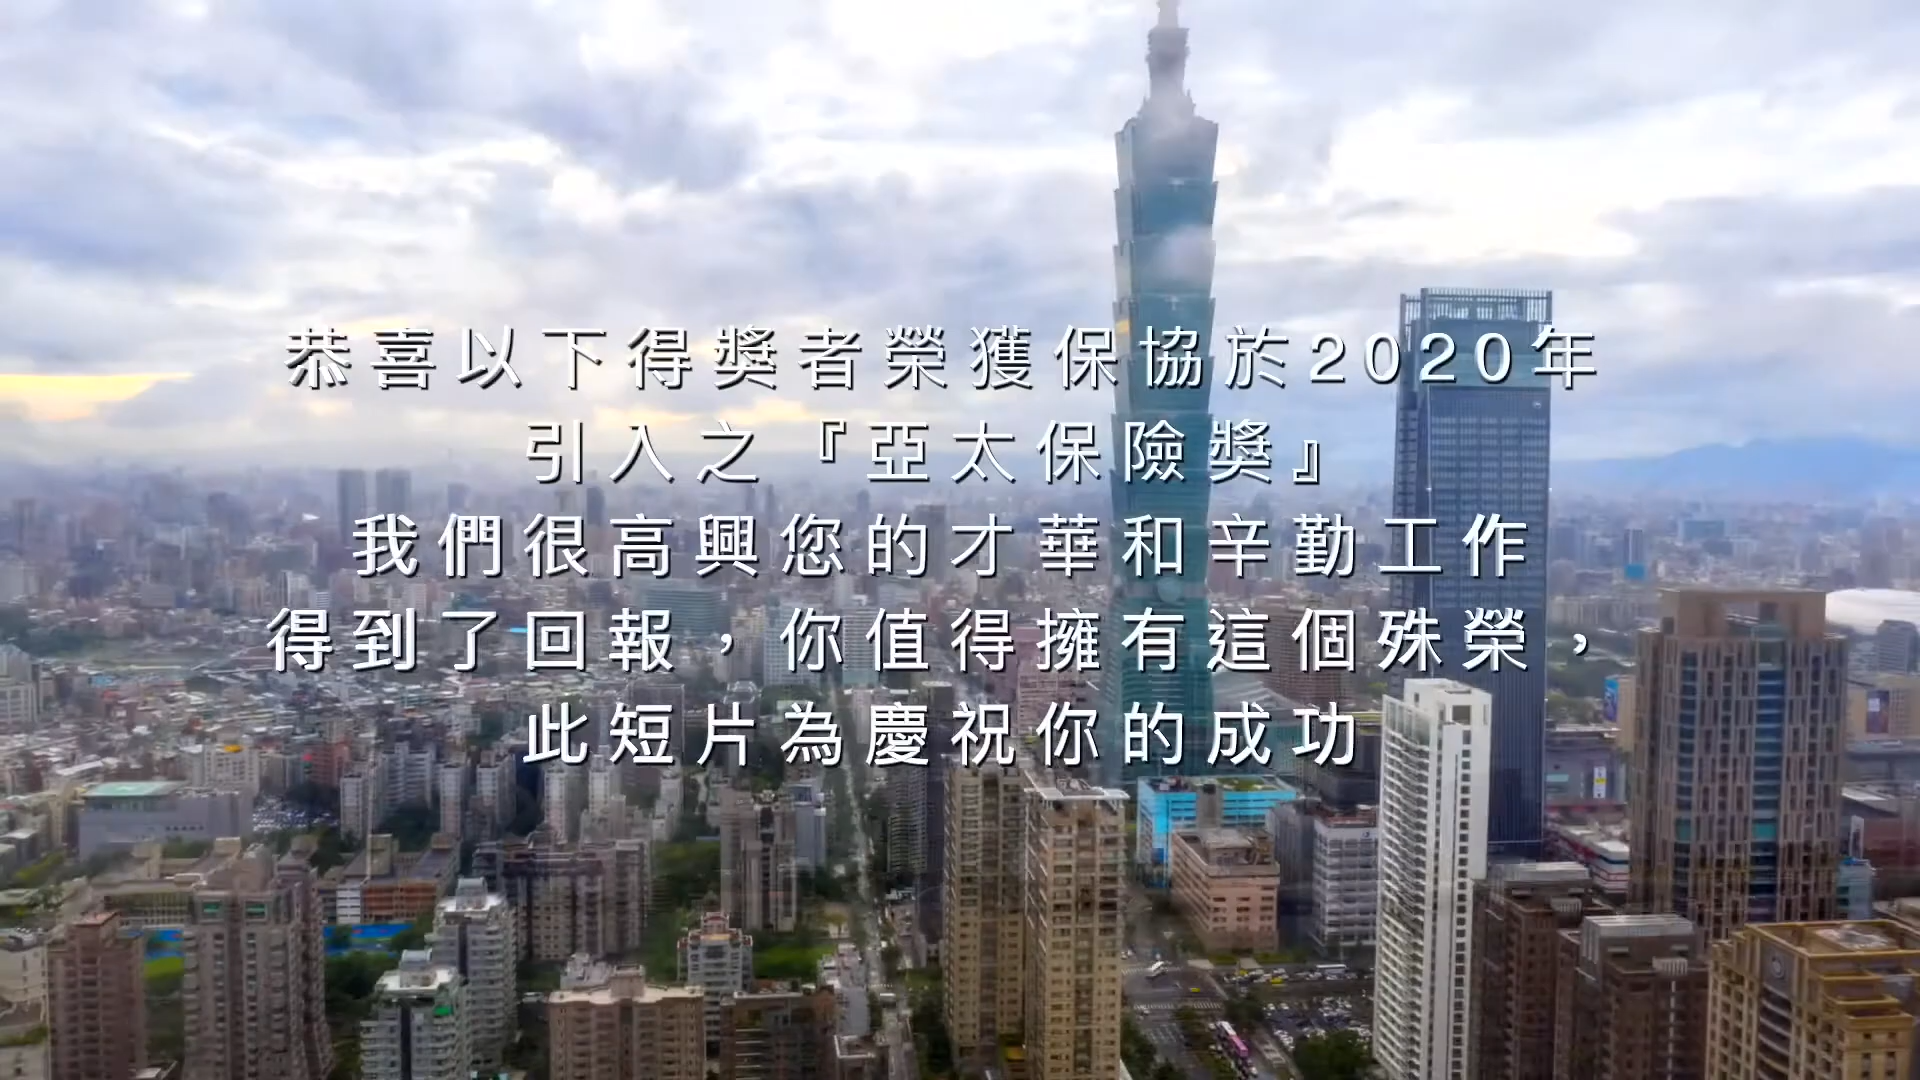 恭喜以下得獎者榮獲保協於2020年
引入之『亞太保險獎』
我們很高興您的才華和辛勤工作
得到了回報，你值得擁有這個殊榮，
此短片為慶祝你的成功